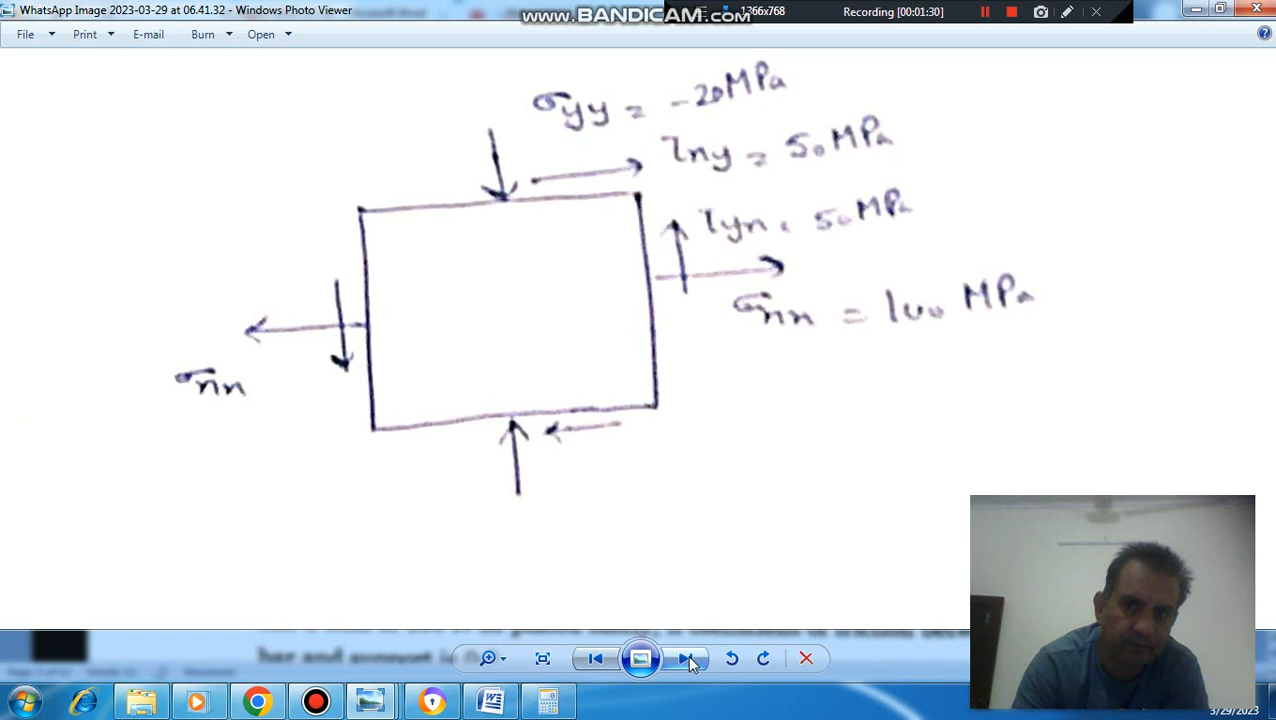 WhatsApp Image 2023-03-29 at 06.41.32 - Windows Photo Viewer
www.BANDICAM.com
1366x768
Recording [00:01:30]
File Print E-mail Burn Open
σyy = -20MPa
τxy = 50MPa
τyx = 50MPa
σxx = 100 MPa
σxx
bar and
3/29/2023